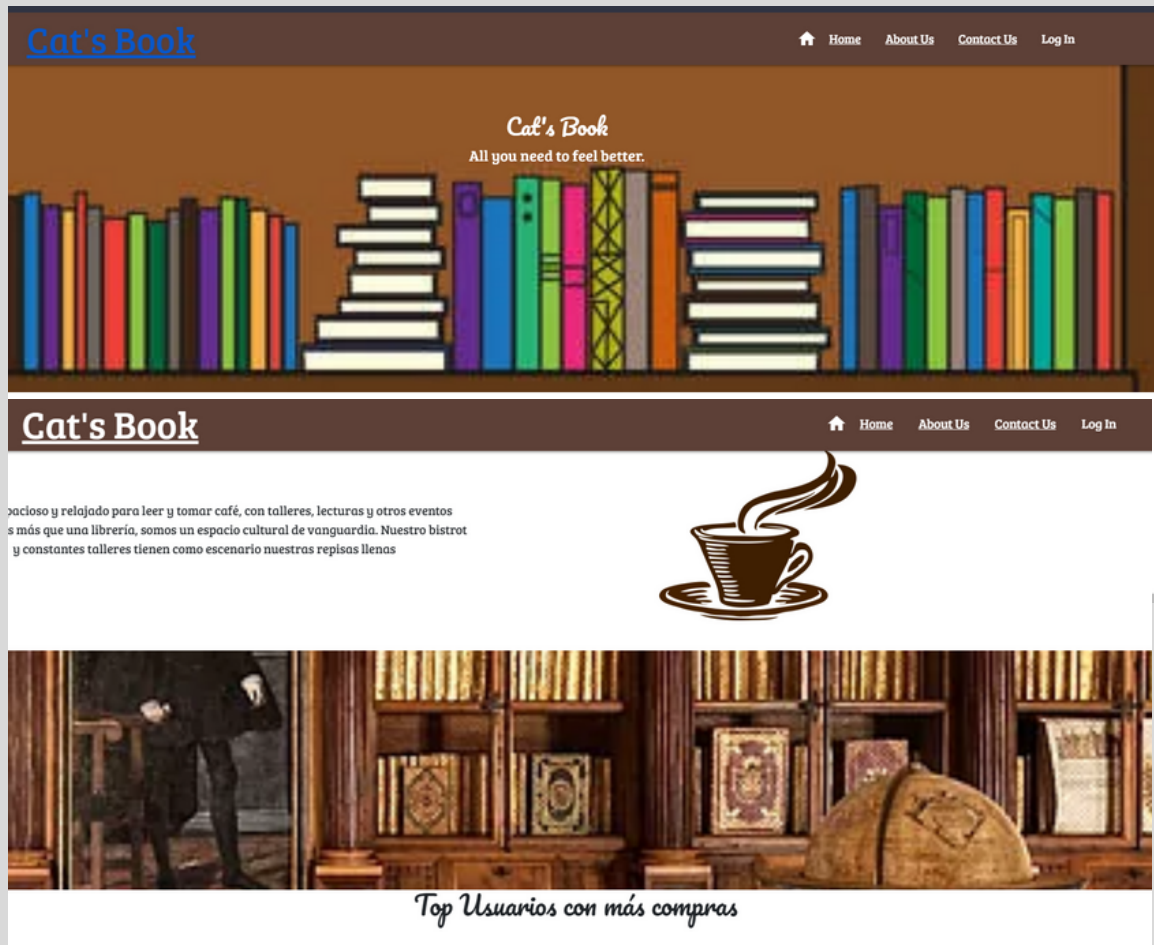 Cat's Book
Home About Us Contact Us Log In
Cat's Book
All you need to feel better.
Cat's Book
Home About Us Contact Us Log In
y relajado para leer y tomar café, con talleres, lecturas y otros eventos
más que una librería, somos un espacio cultural de vanguardia. Nuestro bistrot
y constantes talleres tienen como escenario nuestras repisas llenas
Top Usuarios con más compras